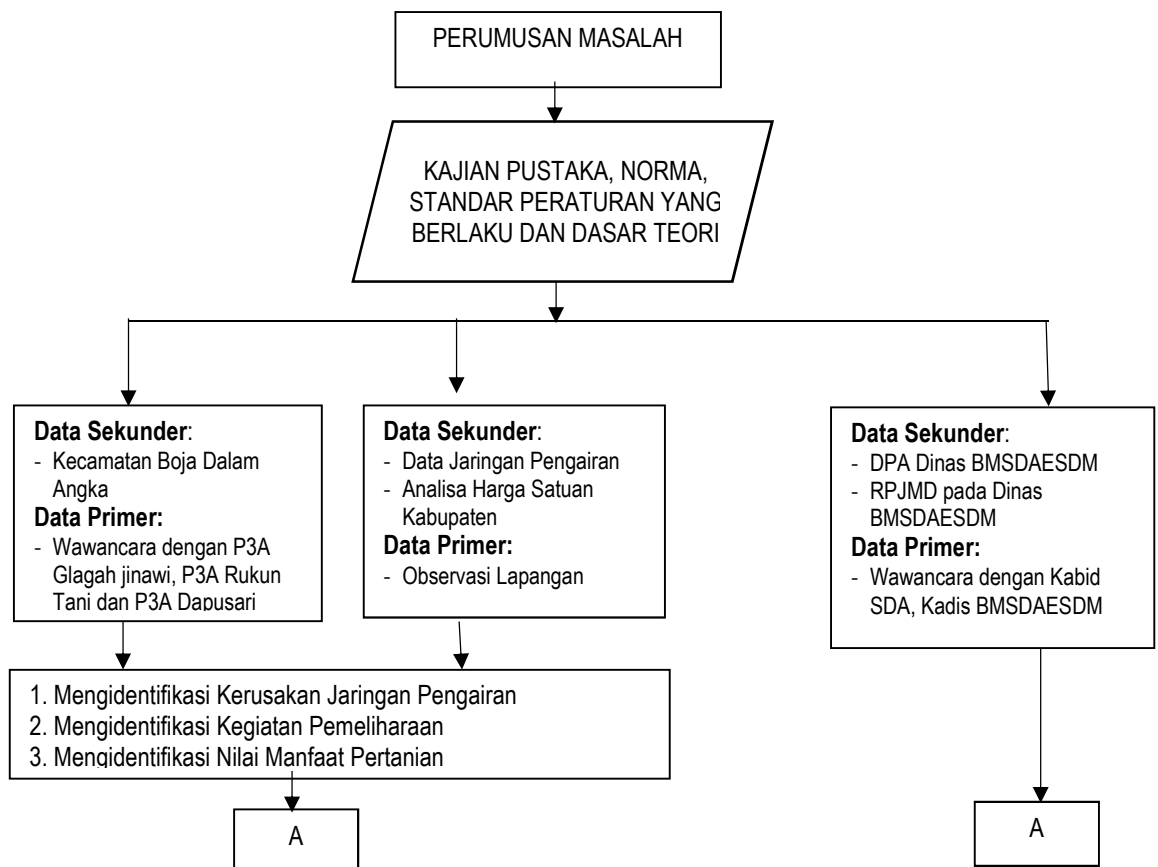 PERUMUSAN MASALAH
KAJIAN PUSTAKA, NORMA,
STANDAR PERATURAN YANG
BERLAKU DAN DASAR TEORI
Data Sekunder:
- Kecamatan Boja Dalam
Angka
Data Primer:
- Wawancara dengan P3A
Glagah jinawi, P3A Rukun
Tani dan P3A Dapusari
Data Sekunder:
- Data Jaringan Pengairan
- Analisa Harga Satuan
Kabupaten
Data Primer:
- Observasi Lapangan
Data Sekunder:
- DPA Dinas BMSDAESDM
- RPJMD pada Dinas
BMSDAESDM
Data Primer:
- Wawancara dengan Kabid
SDA, Kadis BMSDAESDM
1. Mengidentifikasi Kerusakan Jaringan Pengairan
2. Mengidentifikasi Kegiatan Pemeliharaan
3. Mengidentifikasi Nilai Manfaat Pertanian
A
A